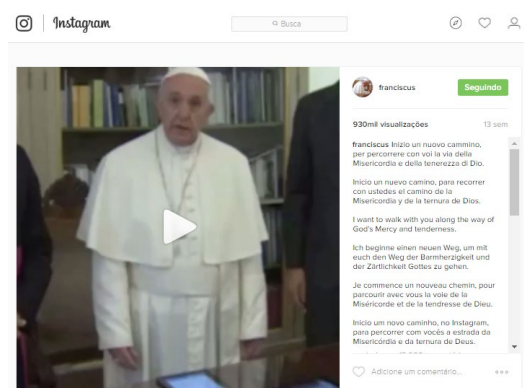 Instagram
Busca
franciscus
Seguindo
930mil visualizações
13 sem
franciscus Inizio un nuovo cammino,
per percorrere con voi la via della
Misericordia e della tenerezza di Dio.
Inicio un nuevo camino, para recorrer
con ustedes el camino de la
Misericordia y de la ternura de Dios.
I want to walk with you along the way of
God's Mercy and tenderness.
Ich beginne einen neuen Weg, um mit
euch den Weg der Barmherzigkeit und
der Zärtlichkeit Gottes zu gehen.
Je commence un nouveau chemin, pour
parcourir avec vous la voie de la
Miséricorde et de la tendresse de Dieu.
Inicio um novo caminho, no Instagram,
para percorrer com vocês a estrada da
Misericórdia e da ternura de Deus.
Adicione um comentário...